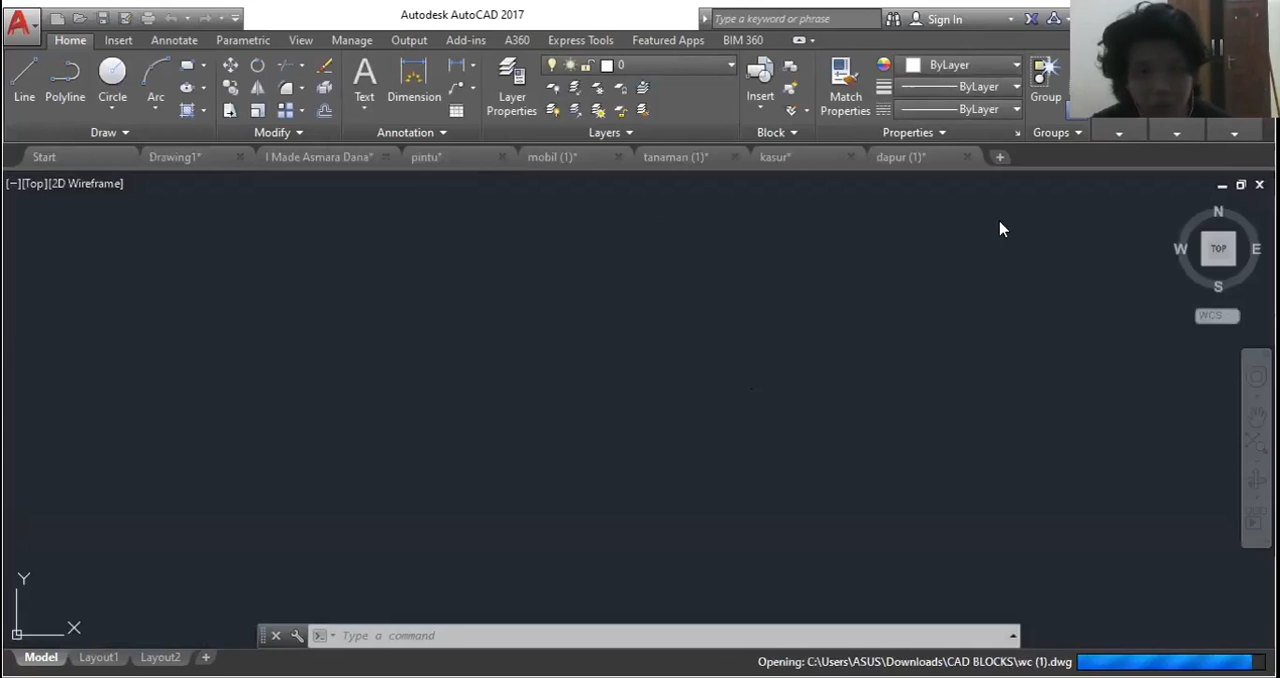 Autodesk AutoCAD 2017
Type a keyword or phrase
Sign In
Home Insert Annotate Parametric View Manage Output Add-ins A360 Express Tools Featured Apps BIM 360
Line Polyline Circle Arc
Text Dimension
Layer Properties
0
Insert
Match Properties
ByLayer
ByLayer
ByLayer
Group
Draw Modify Annotation Layers Block Properties Groups
Start Drawing1* I Made Asmara Dana* pintu* mobil (1)* tanaman (1)* kasur* dapur (1)*
[−][Top][2D Wireframe]
N
W TOP E
S
WCS
Y
X
Type a command
Model Layout1 Layout2
Opening: C:\Users\ASUS\Downloads\CAD BLOCKS\wc (1).dwg